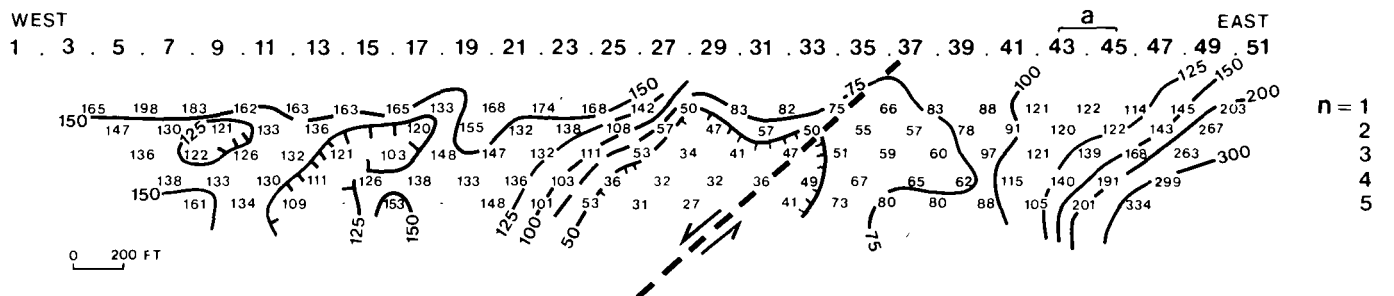 WEST a EAST
1 . 3 . 5 . 7 . 9 . 11 . 13 . 15 . 17 . 19 . 21 . 23 . 25 . 27 . 29 . 31 . 33 . 35 . 37 . 39 . 41 . 43 . 45 . 47 . 49 . 51
125 150
150 75 100
165 198 183 162 163 163 165 133 168 174 168 142 50 83 82 75 66 83 88 121 122 114 145 203 200 n = 1
150 147 130 125 121 133 136 120 155 132 138 108 57 47 57 50 55 57 78 91 120 122 143 267 2
136 122 126 132 121 103 148 147 132 111 53 34 41 47 51 59 60 97 121 139 168 263 300 3
138 133 130 111 126 138 133 136 103 36 32 32 36 49 67 65 62 115 140 191 299 4
150 161 134 109 153 148 101 53 31 27 41 73 80 80 88 105 201 334 5
125 150 125 100 50 75
0 200 FT